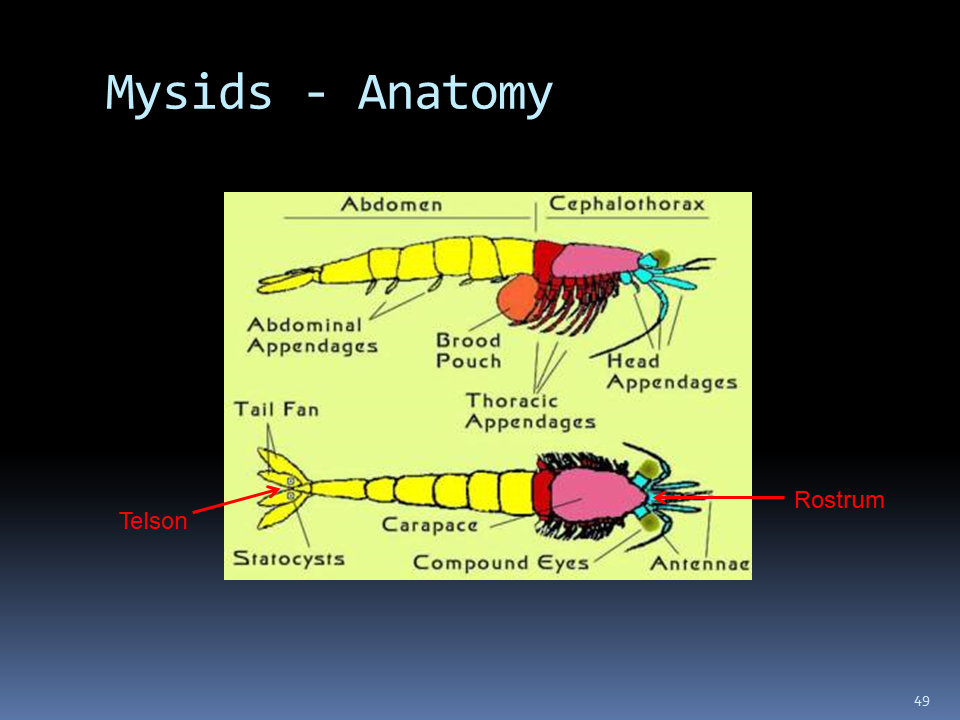 Mysids - Anatomy
Abdomen
Cephalothorax
Abdominal
Appendages
Brood
Pouch
Head
Appendages
Thoracic
Appendages
Tail Fan
Telson
Rostrum
Carapace
Statocysts
Compound Eyes
Antennae
49